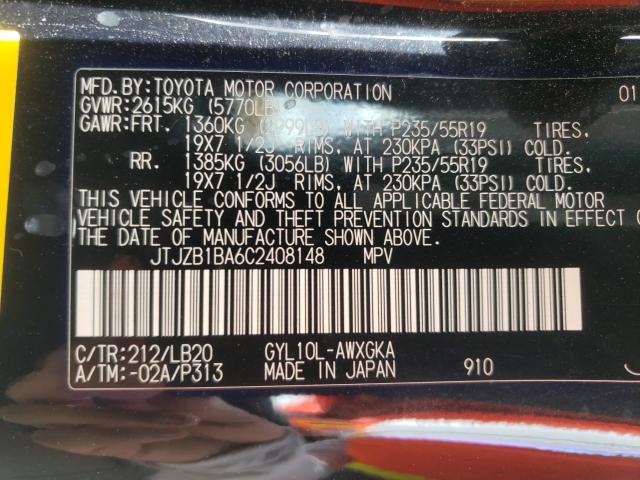 MFD. BY: TOYOTA MOTOR CORPORATION 01
GVWR: 2615KG (5770LB)
GAWR: FRT. 1360KG (2999LB) WITH P235/55R19 TIRES.
19X7 1/2J RIMS, AT 230KPA (33PSI) COLD.
RR. 1385KG (3056LB) WITH P235/55R19 TIRES.
19X7 1/2J RIMS, AT 230KPA (33PSI) COLD.
THIS VEHICLE CONFORMS TO ALL APPLICABLE FEDERAL MOTOR
VEHICLE SAFETY AND THEFT PREVENTION STANDARDS IN EFFECT
THE DATE OF MANUFACTURE SHOWN ABOVE.
JTJZB1BA6C2408148 MPV
C/TR: 212/LB20 GYL10L-AWXGKA
A/TM: -02A/P313 MADE IN JAPAN 910